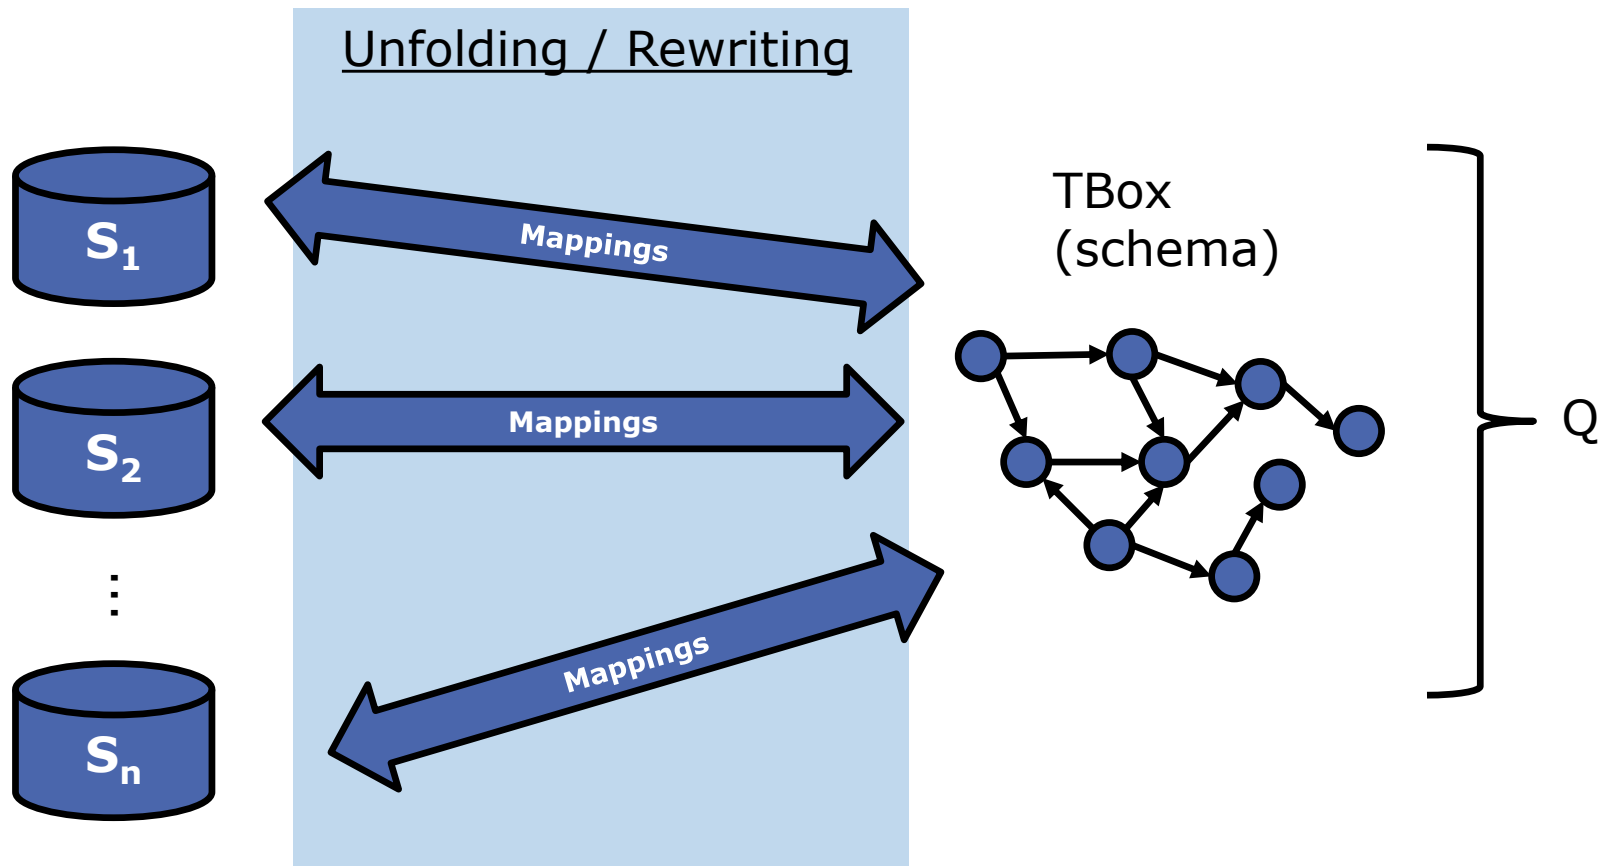 Unfolding / Rewriting
S1
Mappings
TBox
(schema)
S2
Mappings
Q
...
Sn
Mappings